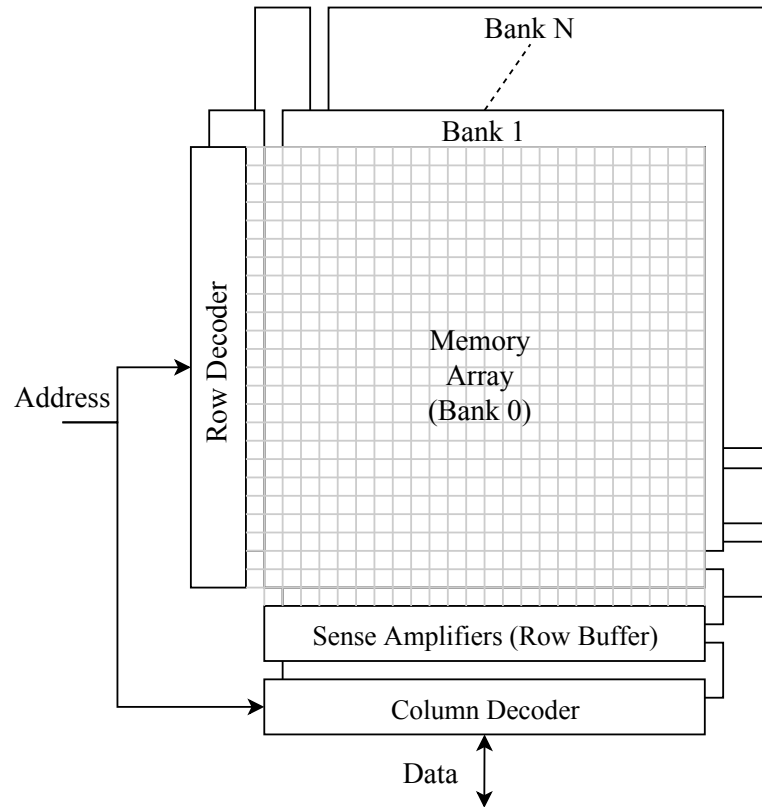 Bank N
Bank 1
Row Decoder
Memory
Array
(Bank 0)
Address
Sense Amplifiers (Row Buffer)
Column Decoder
Data